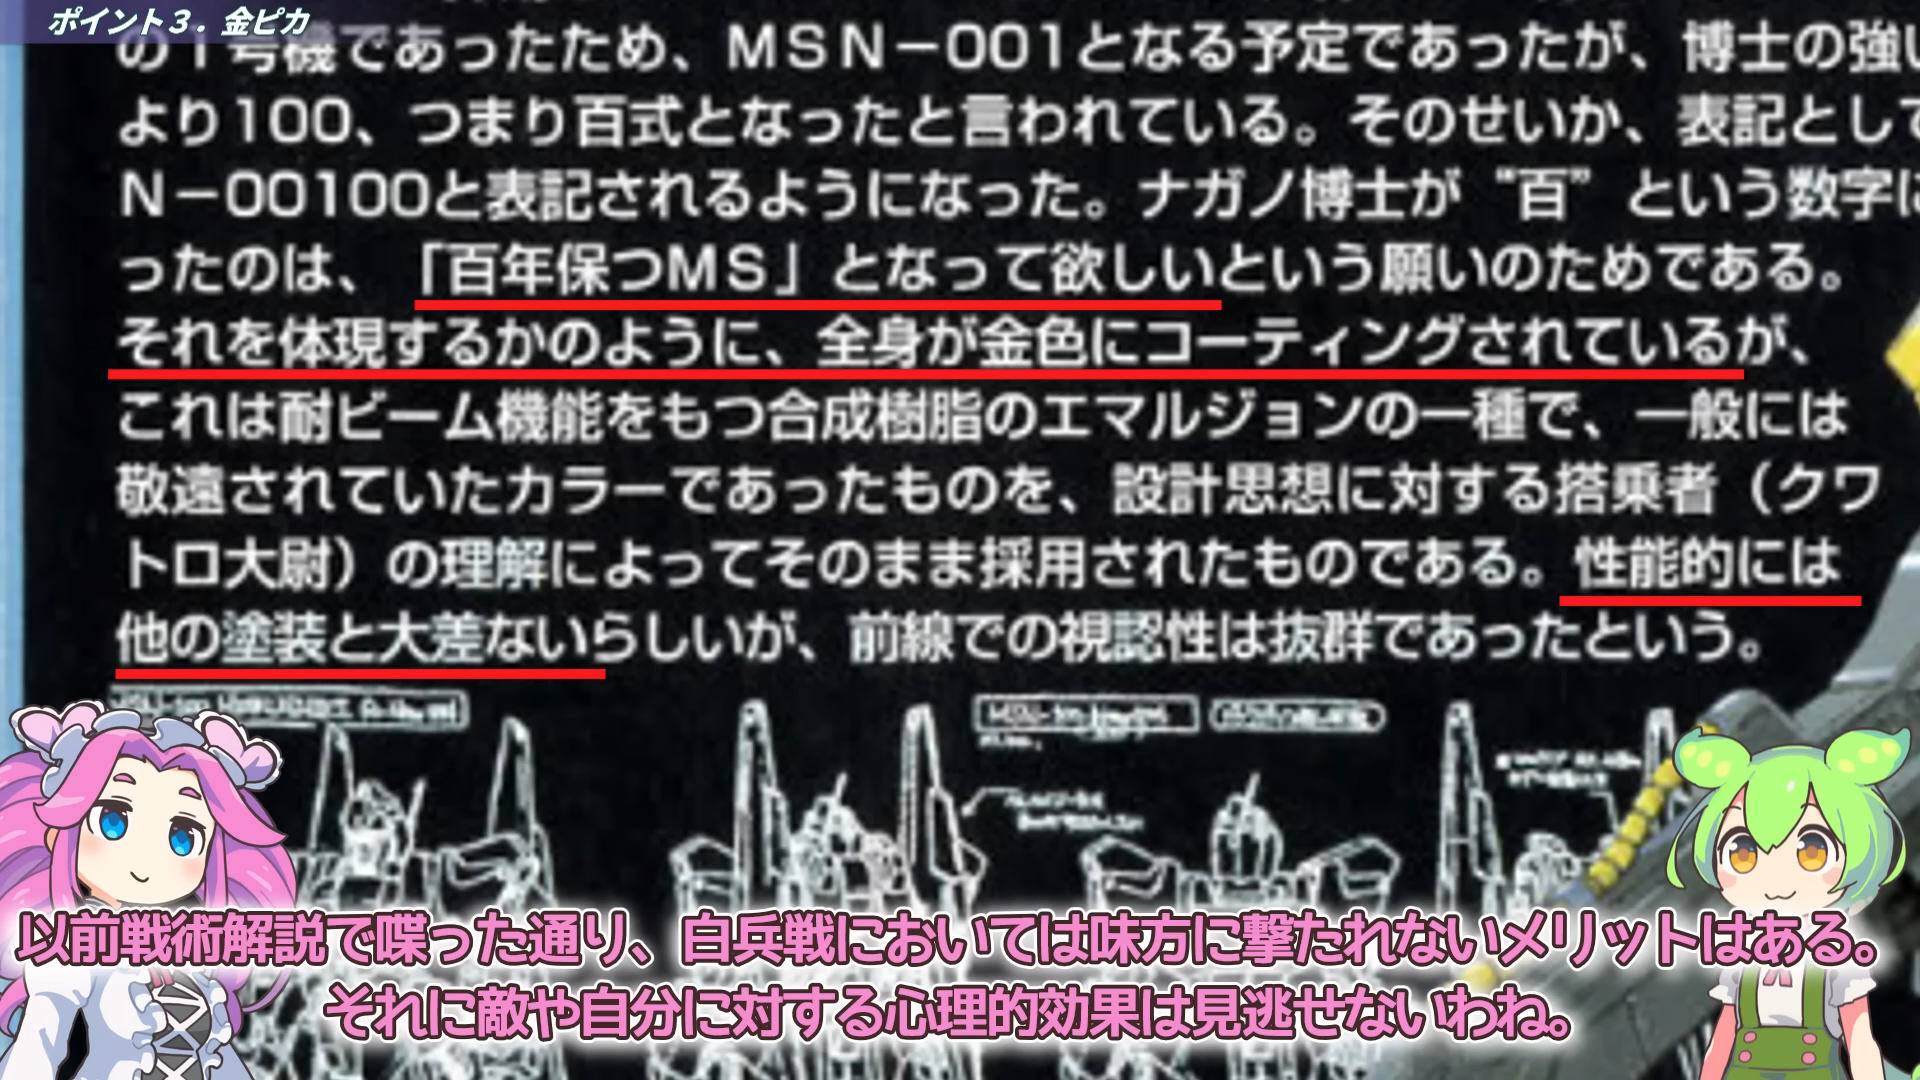 ポイント３．金ピカ
の１号機であったため、ＭＳＮ－００１となる予定であったが、博士の強い
より100、つまり百式となったと言われている。そのせいか、表記として
Ｎ－００１００と表記されるようになった。ナガノ博士が“百”という数字に
ったのは、「百年保つＭＳ」となって欲しいという願いのためである。
それを体現するかのように、全身が金色にコーティングされているが、
これは耐ビーム機能をもつ合成樹脂のエマルジョンの一種で、一般には
敬遠されていたカラーであったものを、設計思想に対する搭乗者（クワ
トロ大尉）の理解によってそのまま採用されたものである。性能的には
他の塗装と大差ないらしいが、前線での視認性は抜群であったという。
以前戦術解説で喋った通り、白兵戦においては味方に撃たれないメリットはある。
それに敵や自分に対する心理的効果は見逃せないわね。